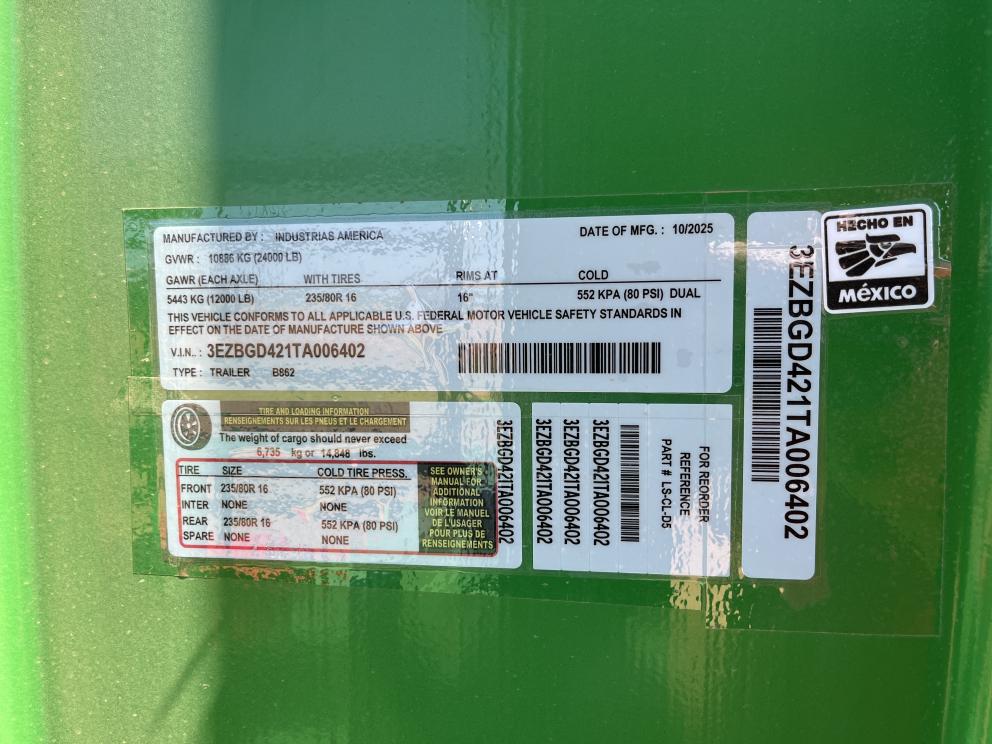 MANUFACTURED BY : INDUSTRIAS AMERICA
DATE OF MFG. : 10/2025
GVWR : 10886 KG (24000 LB)
GAWR (EACH AXLE) WITH TIRES RIMS AT COLD
5443 KG (12000 LB) 235/80R 16 16" 552 KPA (80 PSI) DUAL
THIS VEHICLE CONFORMS TO ALL APPLICABLE U.S. FEDERAL MOTOR VEHICLE SAFETY STANDARDS IN
EFFECT ON THE DATE OF MANUFACTURE SHOWN ABOVE
V.I.N.. : 3EZBGD421TA006402
TYPE : TRAILER B862
TIRE AND LOADING INFORMATION
RENSEIGNEMENTS SUR LES PNEUS ET LE CHARGEMENT
The weight of cargo should never exceed
6,735 kg or 14,848 lbs.
TIRE SIZE COLD TIRE PRESS.
FRONT 235/80R 16 552 KPA (80 PSI)
INTER NONE NONE
REAR 235/80R 16 552 KPA (80 PSI)
SPARE NONE NONE
SEE OWNER'S
MANUAL FOR
ADDITIONAL
INFORMATION
VOIR LE MANUEL
DE L'USAGER
POUR PLUS DE
RENSEIGNEMENTS
3EZBGD421TA006402
3EZBGD421TA006402
3EZBGD421TA006402
3EZBGD421TA006402
FOR REORDER
REFERENCE
PART # LS-CL-D5
3EZBGD421TA006402
HECHO EN
MÉXICO